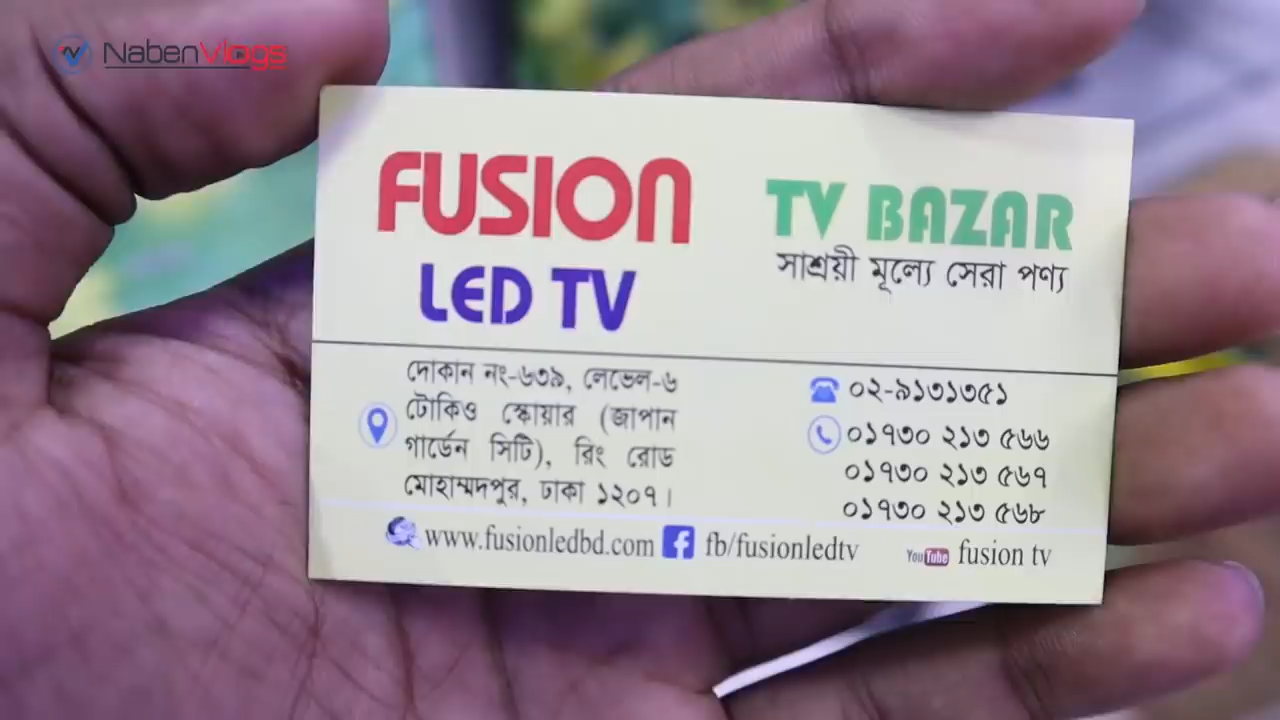 NabenVlogs
FUSION
LED TV
TV BAZAR
সাশ্রয়ী মূল্যে সেরা পণ্য
দোকান নং-৬৩৯, লেভেল-৬
টোকিও স্কোয়ার (জাপান
গার্ডেন সিটি), রিং রোড
মোহাম্মদপুর, ঢাকা ১২০৭।
০২-৯১৩১৩৫১
০১৭৩০ ২১৩ ৫৬৬
০১৭৩০ ২১৩ ৫৬৭
০১৭৩০ ২১৩ ৫৬৮
www.fusionledbd.com fb/fusionledtv YouTube fusion tv